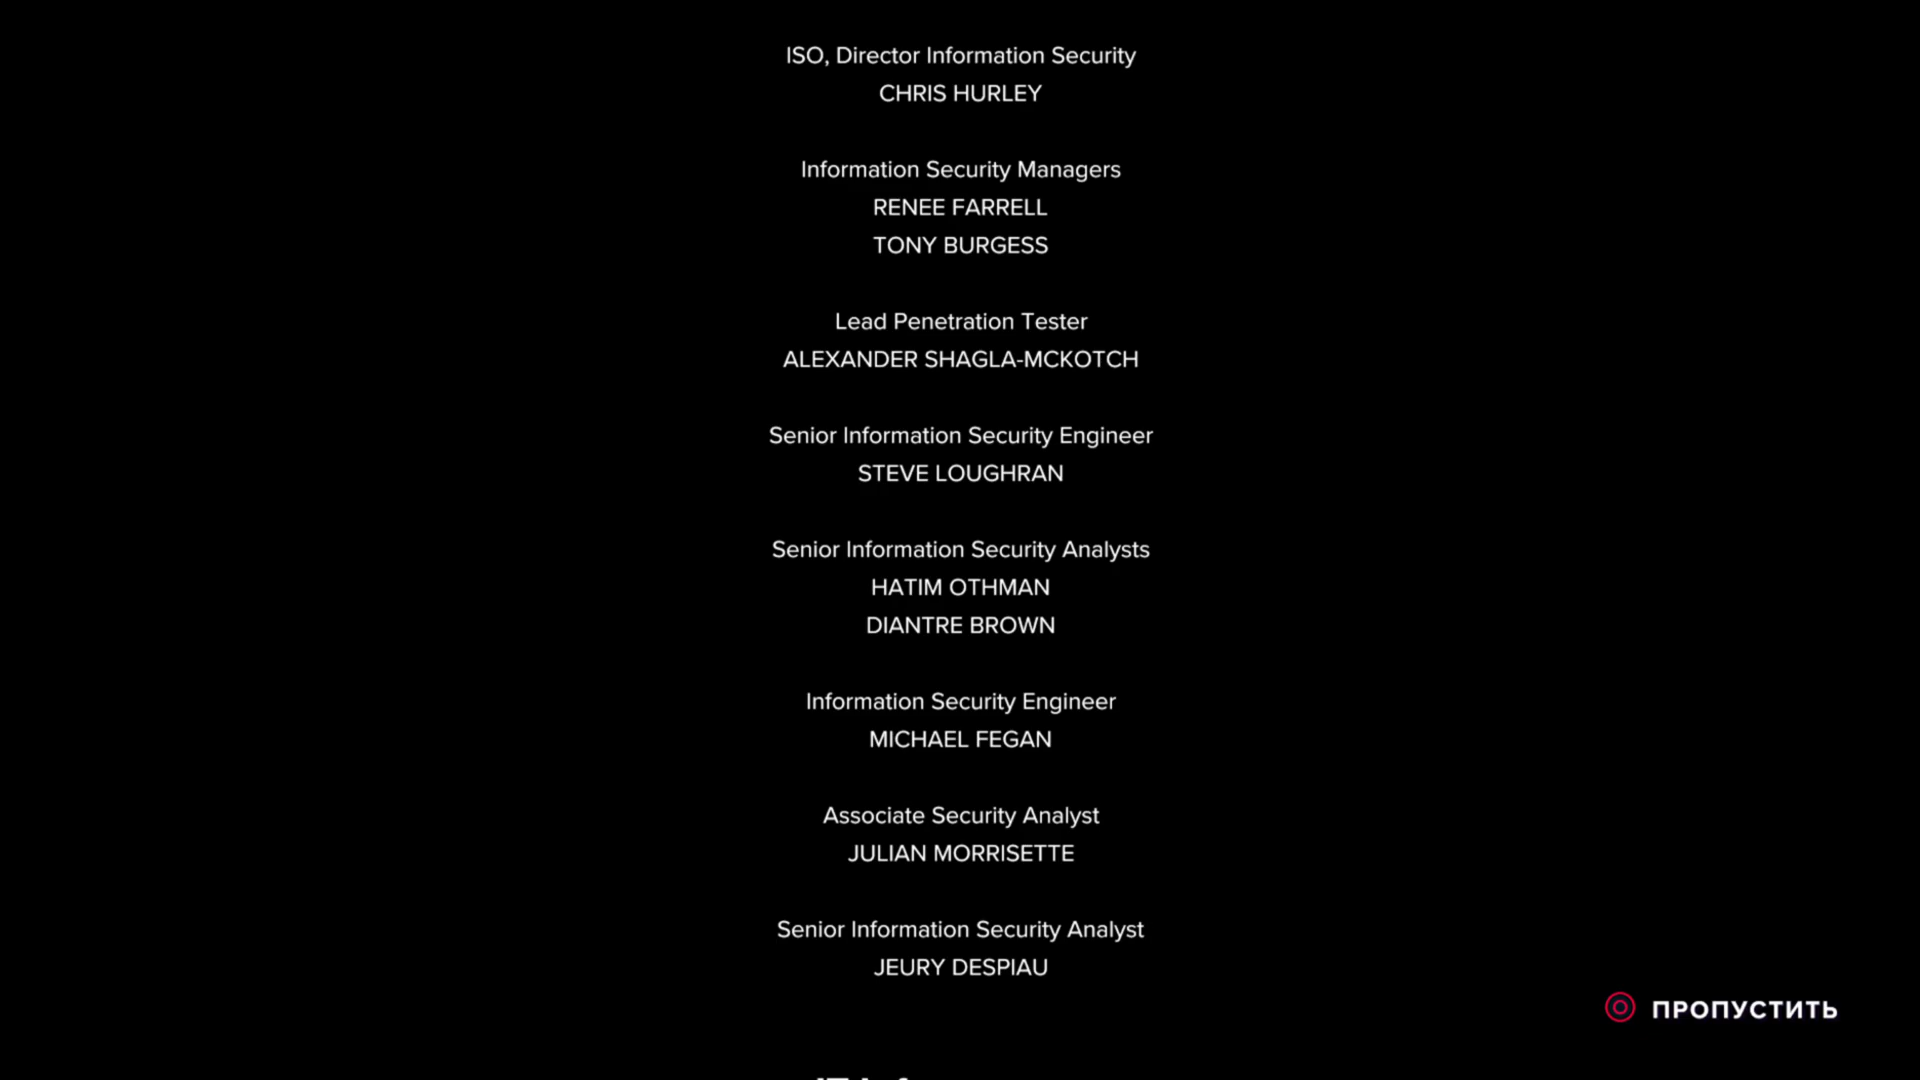 ISO, Director Information Security
CHRIS HURLEY
Information Security Managers
RENEE FARRELL
TONY BURGESS
Lead Penetration Tester
ALEXANDER SHAGLA-MCKOTCH
Senior Information Security Engineer
STEVE LOUGHRAN
Senior Information Security Analysts
HATIM OTHMAN
DIANTRE BROWN
Information Security Engineer
MICHAEL FEGAN
Associate Security Analyst
JULIAN MORRISETTE
Senior Information Security Analyst
JEURY DESPIAU
ПРОПУСТИТЬ